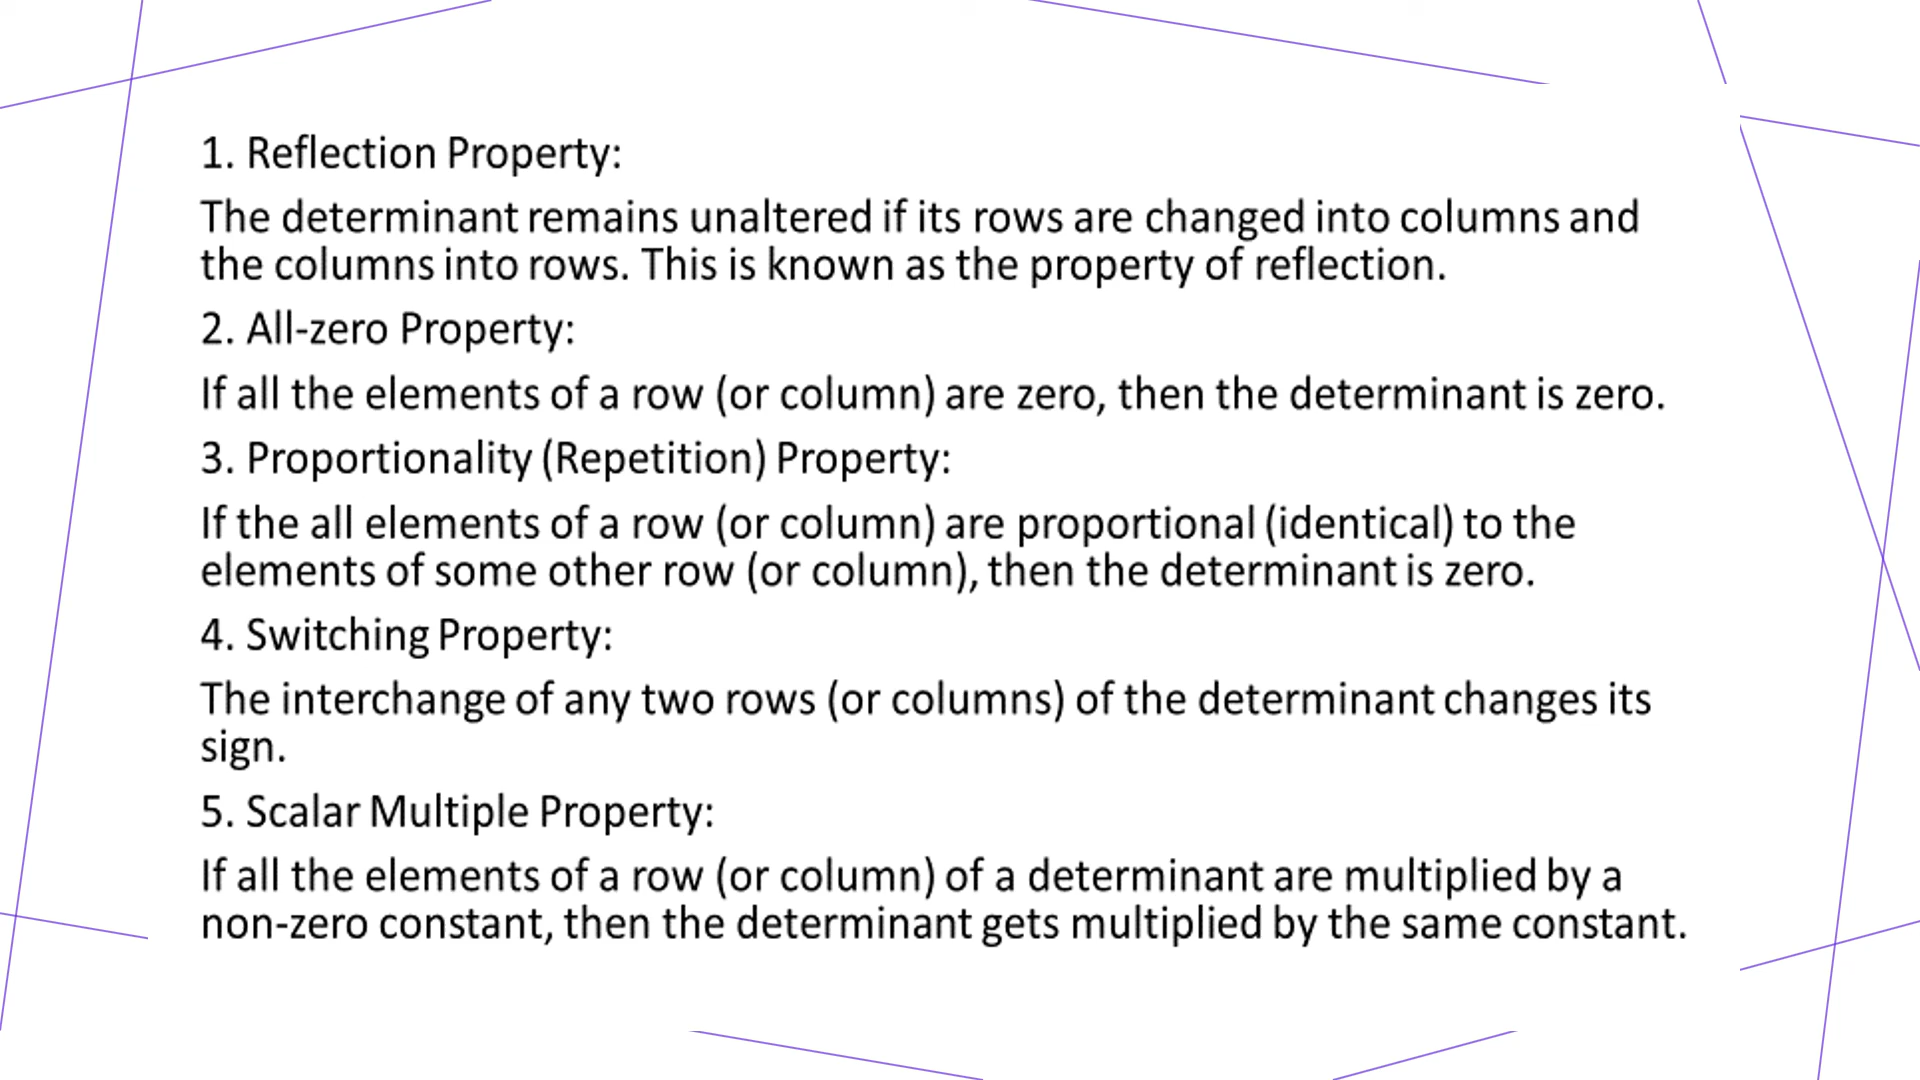 1. Reflection Property:
The determinant remains unaltered if its rows are changed into columns and
the columns into rows. This is known as the property of reflection.
2. All-zero Property:
If all the elements of a row (or column) are zero, then the determinant is zero.
3. Proportionality (Repetition) Property:
If the all elements of a row (or column) are proportional (identical) to the
elements of some other row (or column), then the determinant is zero.
4. Switching Property:
The interchange of any two rows (or columns) of the determinant changes its
sign.
5. Scalar Multiple Property:
If all the elements of a row (or column) of a determinant are multiplied by a
non-zero constant, then the determinant gets multiplied by the same constant.